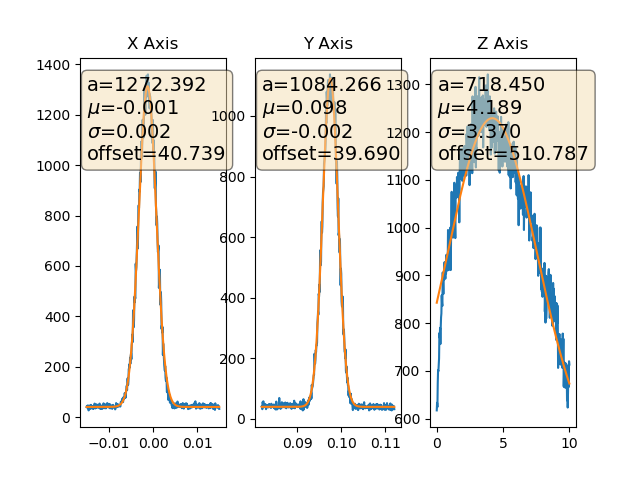 X Axis
Y Axis
Z Axis
a=1272.392
μ=-0.001
σ=0.002
offset=40.739
a=1084.266
μ=0.098
σ=-0.002
offset=39.690
a=718.450
μ=4.189
σ=3.370
offset=510.787
1400
1200
1000
800
600
400
200
0
−0.01
0.00
0.01
1000
800
600
400
200
0
0.09
0.10
0.11
1300
1200
1100
1000
900
800
700
600
0
5
10